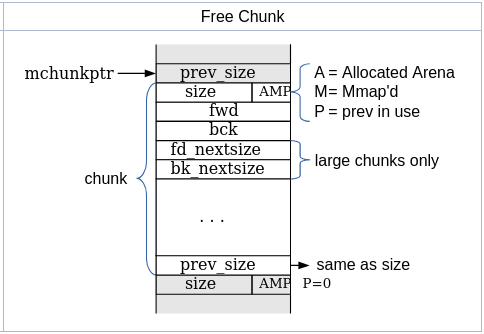 Free Chunk
mchunkptr
prev_size
size
AMP
A = Allocated Arena
M= Mmap'd
P = prev in use
fwd
bck
fd_nextsize
bk_nextsize
large chunks only
chunk
. . .
prev_size
same as size
size
AMP
P=0